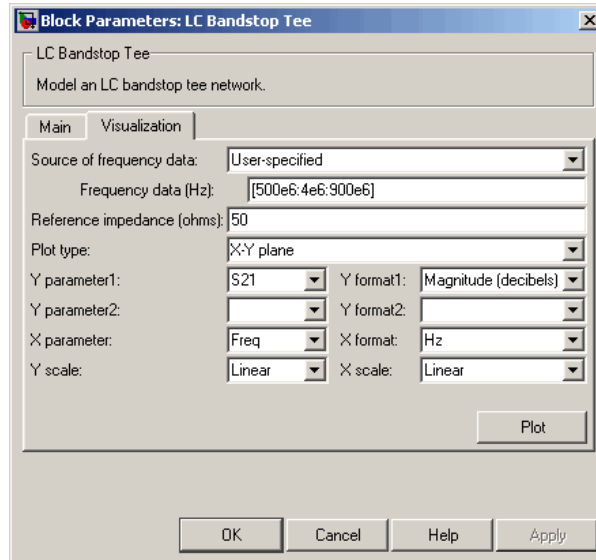 Block Parameters: LC Bandstop Tee
LC Bandstop Tee
Model an LC bandstop tee network.
Main Visualization
Source of frequency data: User-specified
Frequency data (Hz): [500e6:4e6:900e6]
Reference impedance (ohms): 50
Plot type: X-Y plane
Y parameter1: S21 Y format1: Magnitude (decibels)
Y parameter2: Y format2:
X parameter: Freq X format: Hz
Y scale: Linear X scale: Linear
Plot
OK Cancel Help Apply